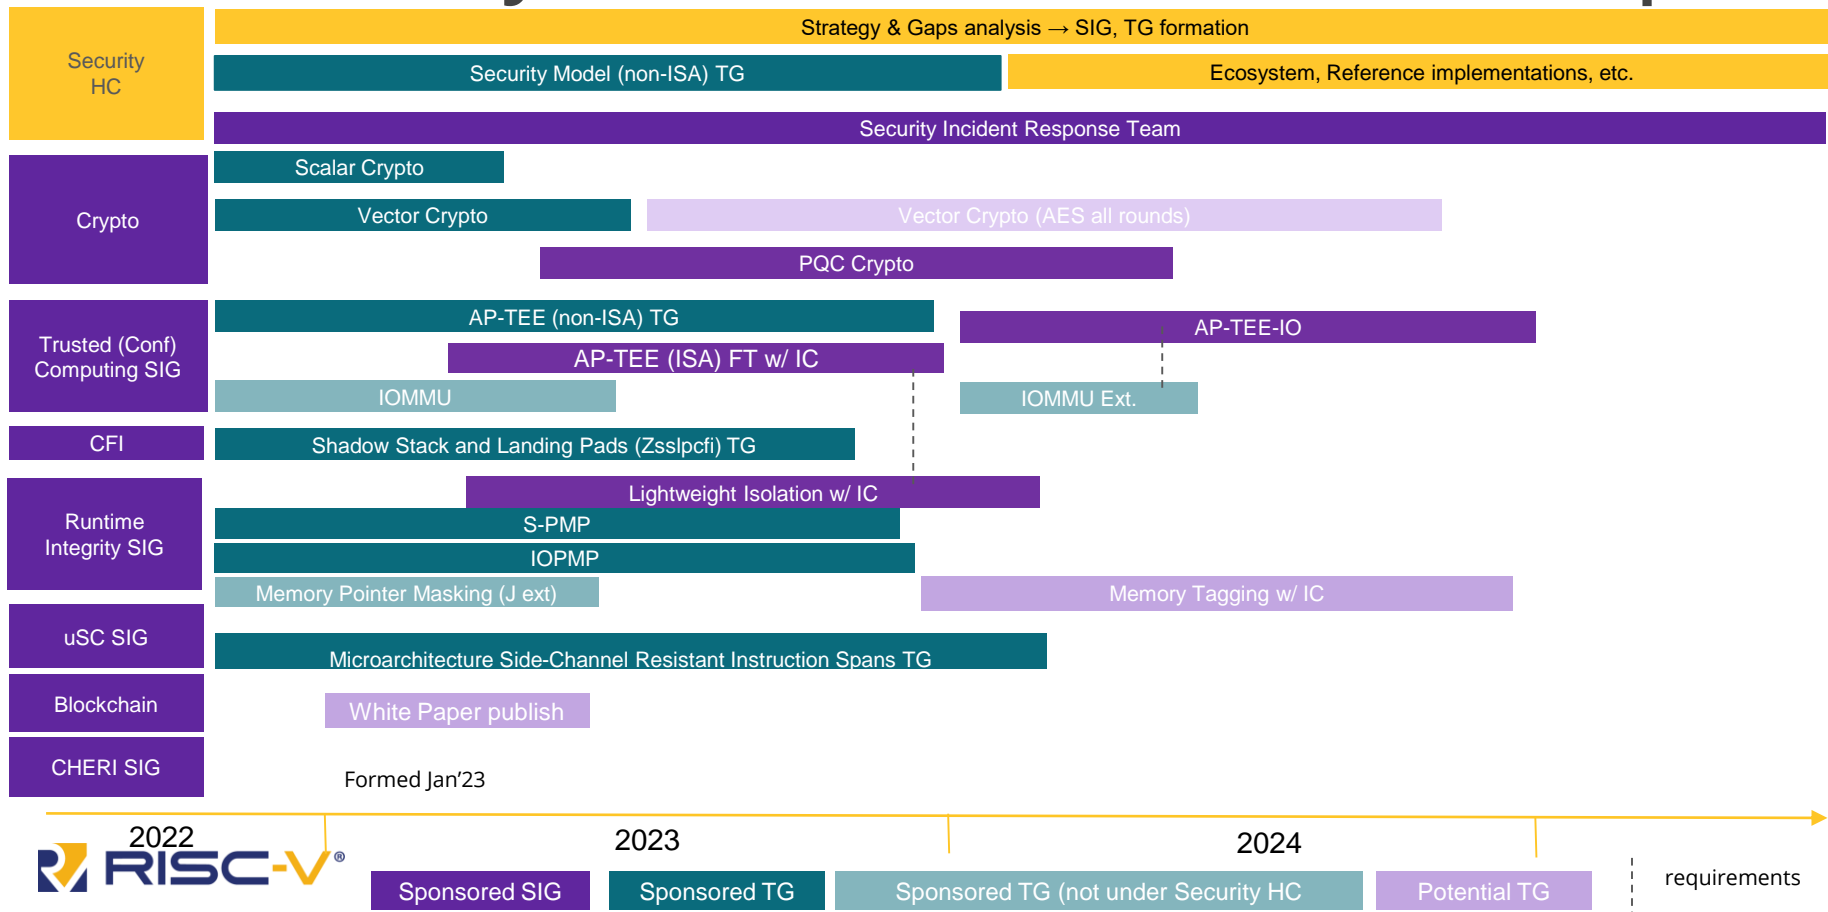 Security
HC
Strategy & Gaps analysis → SIG, TG formation
Security Model (non-ISA) TG
Ecosystem, Reference implementations, etc.
Security Incident Response Team
Crypto
Scalar Crypto
Vector Crypto
Vector Crypto (AES all rounds)
PQC Crypto
Trusted (Conf)
Computing SIG
AP-TEE (non-ISA) TG
AP-TEE-IO
AP-TEE (ISA) FT w/ IC
IOMMU
IOMMU Ext.
CFI
Shadow Stack and Landing Pads (Zsslpcfi) TG
Runtime
Integrity SIG
Lightweight Isolation w/ IC
S-PMP
IOPMP
Memory Pointer Masking (J ext)
Memory Tagging w/ IC
uSC SIG
Microarchitecture Side-Channel Resistant Instruction Spans TG
Blockchain
White Paper publish
CHERI SIG
Formed Jan'23
2022
2023
2024
RISC-V®
Sponsored SIG
Sponsored TG
Sponsored TG (not under Security HC
Potential TG
requirements